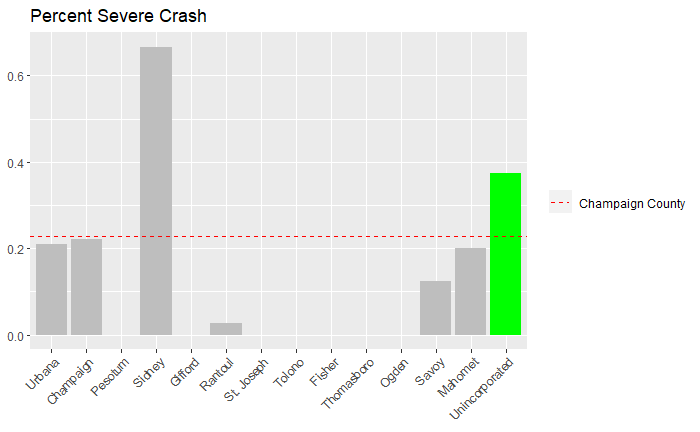 Percent Severe Crash
0.6
0.4
0.2
0.0
Urbana
Champaign
Pesotum
Sidney
Gifford
Rantoul
St. Joseph
Tolono
Fisher
Thomasboro
Ogden
Savoy
Mahomet
Unincorporated
Champaign County